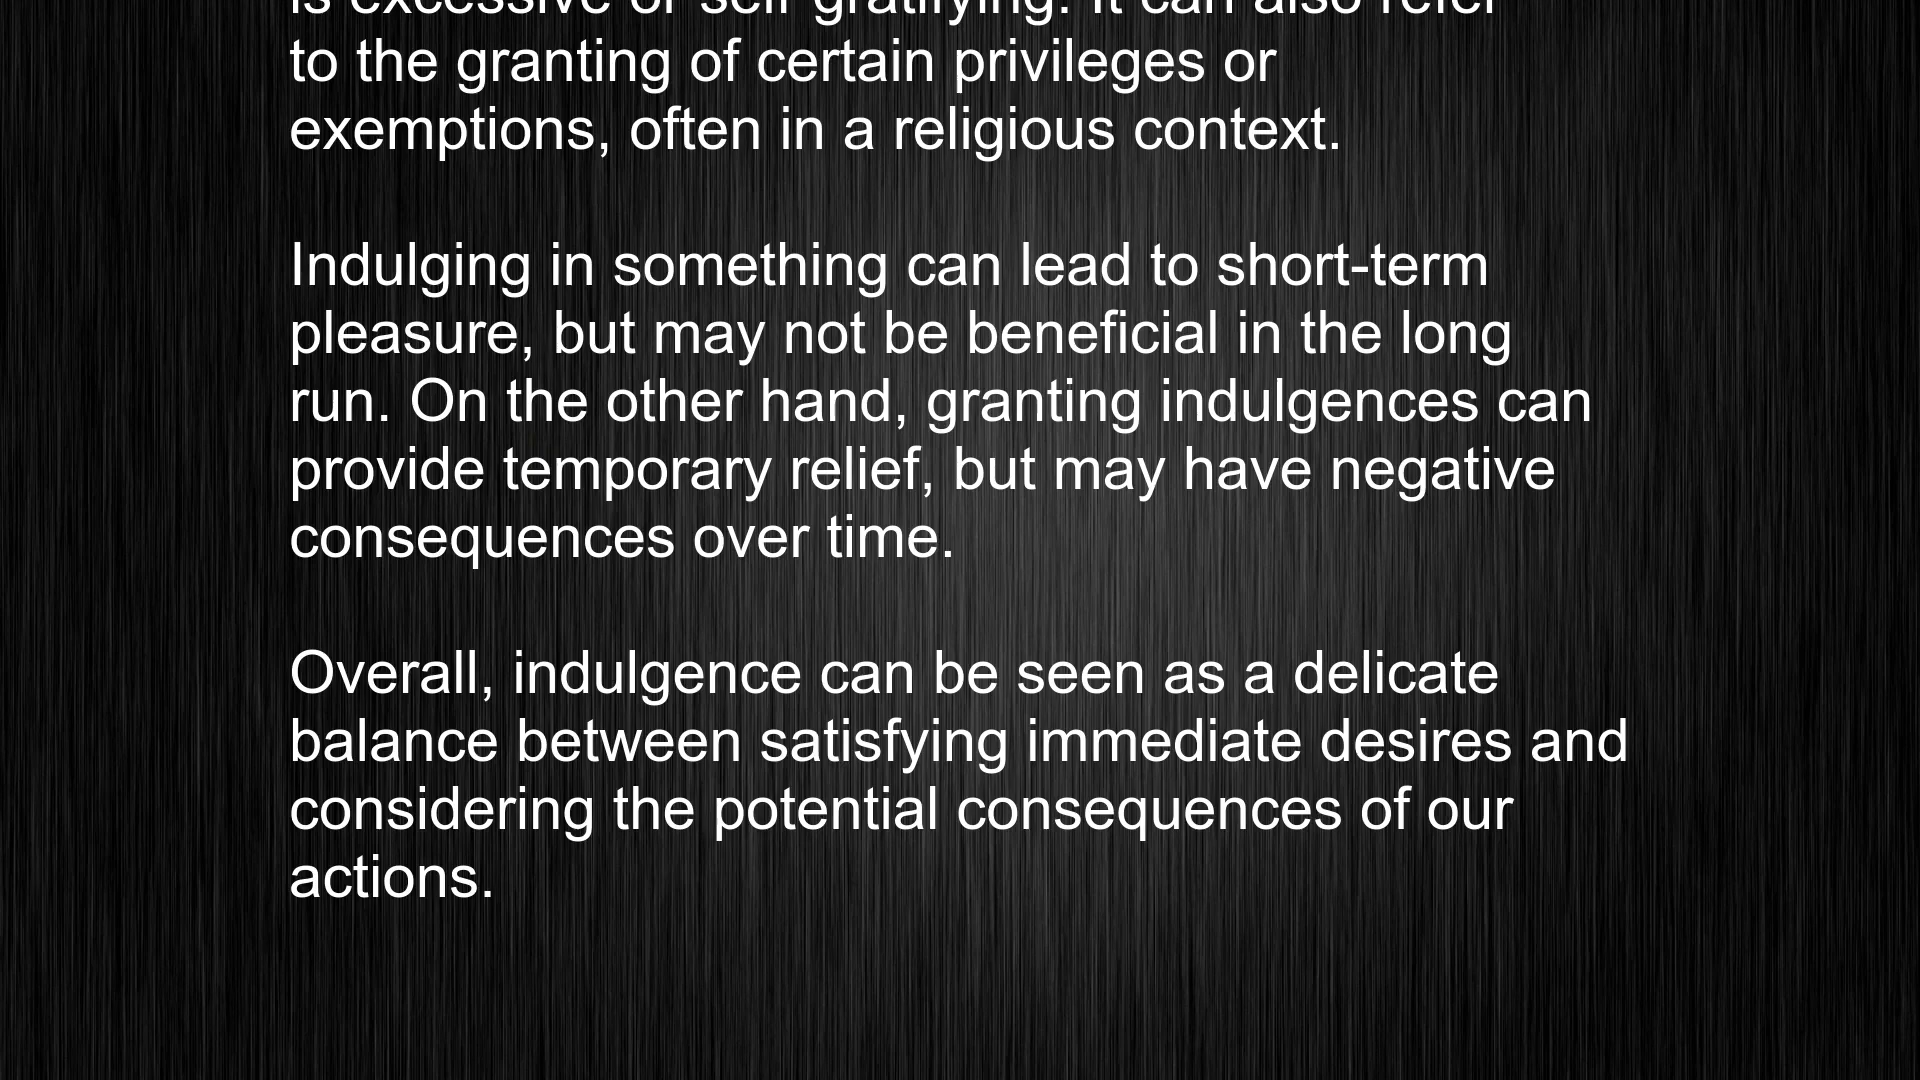 is excessive or self-gratifying. It can also refer
to the granting of certain privileges or
exemptions, often in a religious context.
Indulging in something can lead to short-term
pleasure, but may not be beneficial in the long
run. On the other hand, granting indulgences can
provide temporary relief, but may have negative
consequences over time.
Overall, indulgence can be seen as a delicate
balance between satisfying immediate desires and
considering the potential consequences of our
actions.